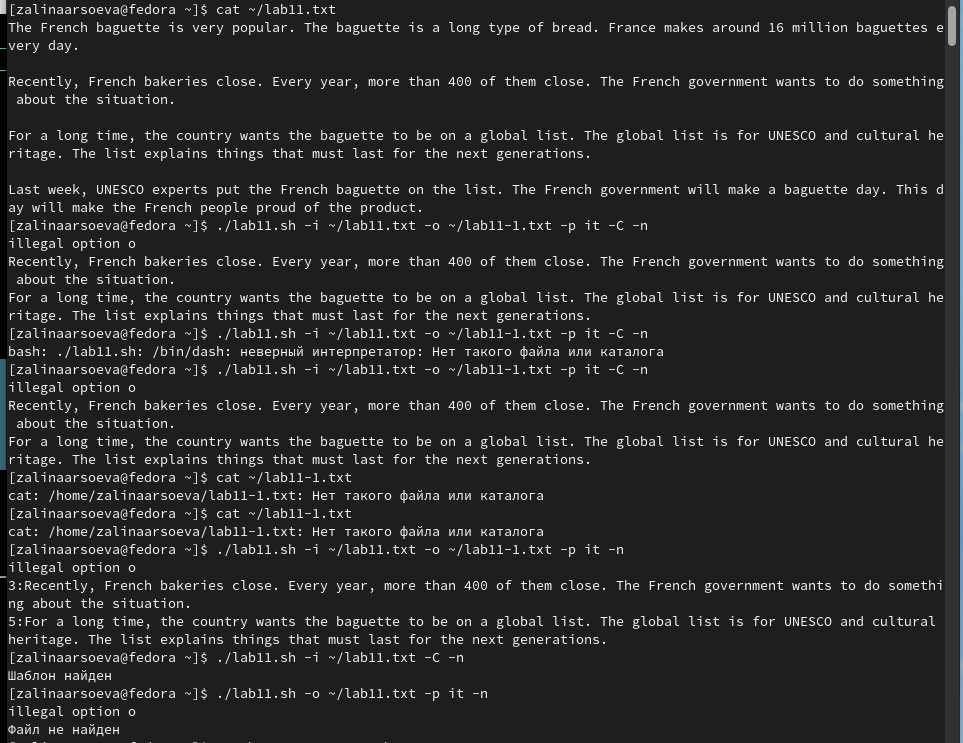 [zalinaarsoeva@fedora ~]$ cat ~/lab11.txt
The French baguette is very popular. The baguette is a long type of bread. France makes around 16 million baguettes e
very day.

Recently, French bakeries close. Every year, more than 400 of them close. The French government wants to do something
 about the situation.

For a long time, the country wants the baguette to be on a global list. The global list is for UNESCO and cultural he
ritage. The list explains things that must last for the next generations.

Last week, UNESCO experts put the French baguette on the list. The French government will make a baguette day. This d
ay will make the French people proud of the product.
[zalinaarsoeva@fedora ~]$ ./lab11.sh -i ~/lab11.txt -o ~/lab11-1.txt -p it -C -n
illegal option o
Recently, French bakeries close. Every year, more than 400 of them close. The French government wants to do something
 about the situation.
For a long time, the country wants the baguette to be on a global list. The global list is for UNESCO and cultural he
ritage. The list explains things that must last for the next generations.
[zalinaarsoeva@fedora ~]$ ./lab11.sh -i ~/lab11.txt -o ~/lab11-1.txt -p it -C -n
bash: ./lab11.sh: /bin/dash: неверный интерпретатор: Нет такого файла или каталога
[zalinaarsoeva@fedora ~]$ ./lab11.sh -i ~/lab11.txt -o ~/lab11-1.txt -p it -C -n
illegal option o
Recently, French bakeries close. Every year, more than 400 of them close. The French government wants to do something
 about the situation.
For a long time, the country wants the baguette to be on a global list. The global list is for UNESCO and cultural he
ritage. The list explains things that must last for the next generations.
[zalinaarsoeva@fedora ~]$ cat ~/lab11-1.txt
cat: /home/zalinaarsoeva/lab11-1.txt: Нет такого файла или каталога
[zalinaarsoeva@fedora ~]$ cat ~/lab11-1.txt
cat: /home/zalinaarsoeva/lab11-1.txt: Нет такого файла или каталога
[zalinaarsoeva@fedora ~]$ ./lab11.sh -i ~/lab11.txt -o ~/lab11-1.txt -p it -n
illegal option o
3:Recently, French bakeries close. Every year, more than 400 of them close. The French government wants to do somethi
ng about the situation.
5:For a long time, the country wants the baguette to be on a global list. The global list is for UNESCO and cultural
heritage. The list explains things that must last for the next generations.
[zalinaarsoeva@fedora ~]$ ./lab11.sh -i ~/lab11.txt -C -n
Шаблон найден
[zalinaarsoeva@fedora ~]$ ./lab11.sh -o ~/lab11.txt -p it -n
illegal option o
Файл не найден